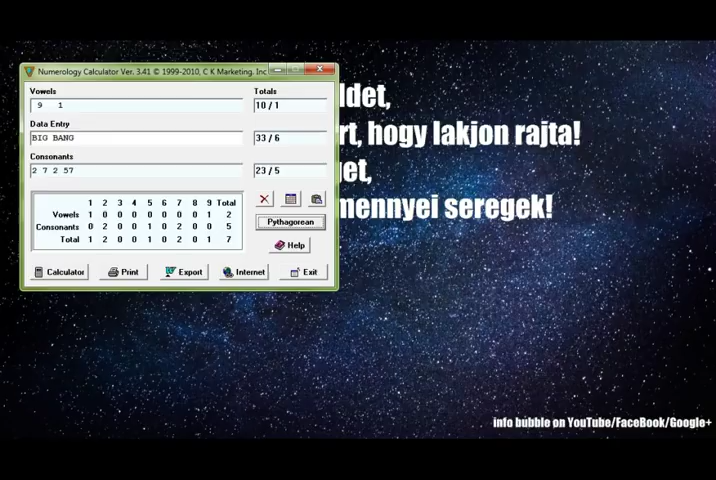 Numerology Calculator Ver. 3.41 © 1999-2010, C K Marketing. Inc
Vowels
Totals
9 1
10 / 1
Data Entry
BIG BANG
33 / 6
Consonants
2 7 2 57
23 / 5
1 2 3 4 5 6 7 8 9 Total
Vowels 1 0 0 0 0 0 0 0 1 2
Consonants 0 2 0 0 1 0 2 0 0 5
Total 1 2 0 0 1 0 2 0 1 7
Pythagorean
Help
Calculator
Print
Export
Internet
Exit
hogy lakjon rajta!
mennyei seregek!
info bubble on YouTube/FaceBook/Google+